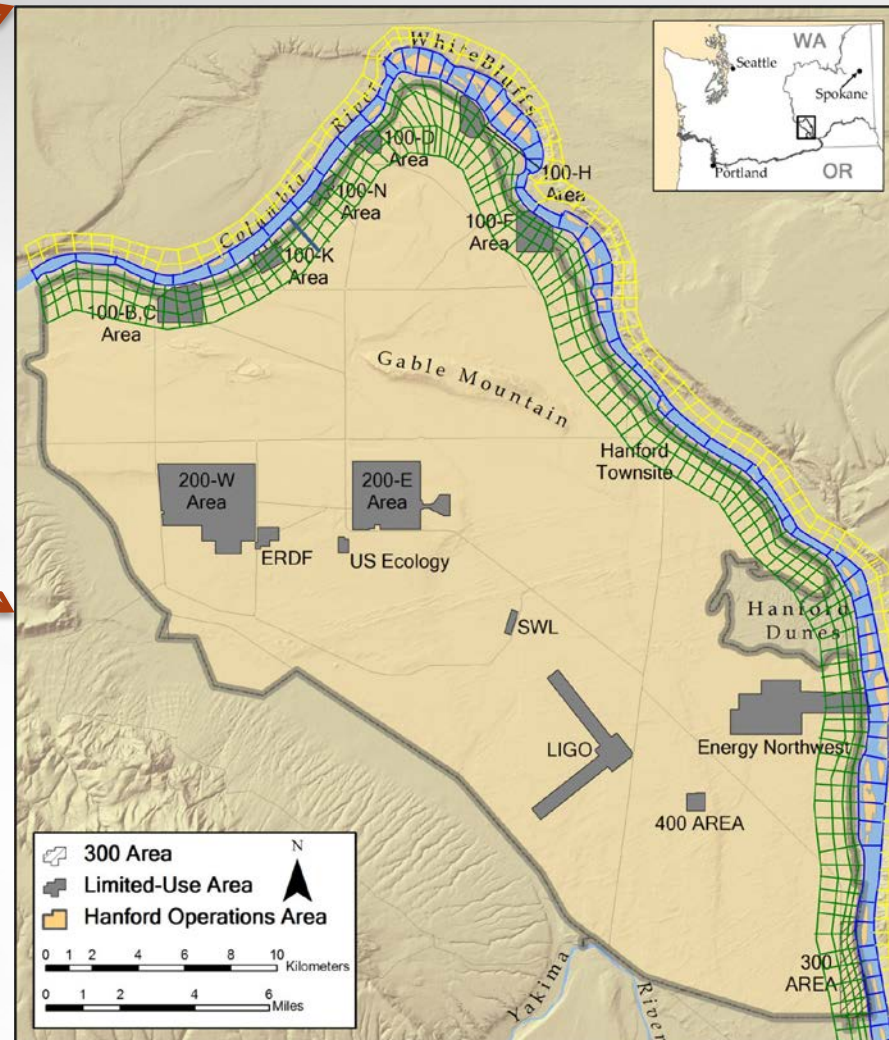 White Bluffs
Columbia River
100-D
Area
100-H
Area
100-N
Area
100-F
Area
100-K
Area
100-B,C
Area
Gable Mountain
Hanford
Townsite
200-W
Area
200-E
Area
ERDF
US Ecology
Hanford
Dunes
SWL
LIGO
Energy Northwest
400 AREA
300
AREA
Yakima River
WA
Seattle
Spokane
Portland
OR
300 Area
N
Limited-Use Area
Hanford Operations Area
0 1 2 4 6 8 10
Kilometers
0 1 2 4 6
Miles